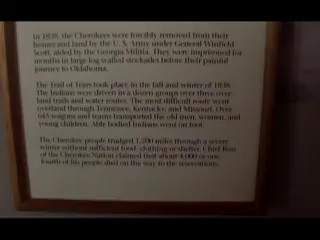 In 1838, the Cherokees were forcibly removed from their
homes and land by the U. S. Army under General Winfield
Scott, aided by the Georgia Militia. They were imprisoned for
months in large log walled stockades before their painful
journey to Oklahoma.
The Trail of Tears took place in the fall and winter of 1838.
The Indians were driven in a dozen groups over three
land trails and water routes. The most difficult route went
overland through Tennessee, Kentucky, and Missouri. Over
645 wagons and teams transported the old men, women, and
young children. Able bodied Indians went on foot.
The Cherokee people trudged 1,200 miles through a severe
winter without sufficient food, clothing or shelter. Chief Ross
of the Cherokee Nation claimed that about 4,000 or one
fourth of his people died on the way to the reservations.